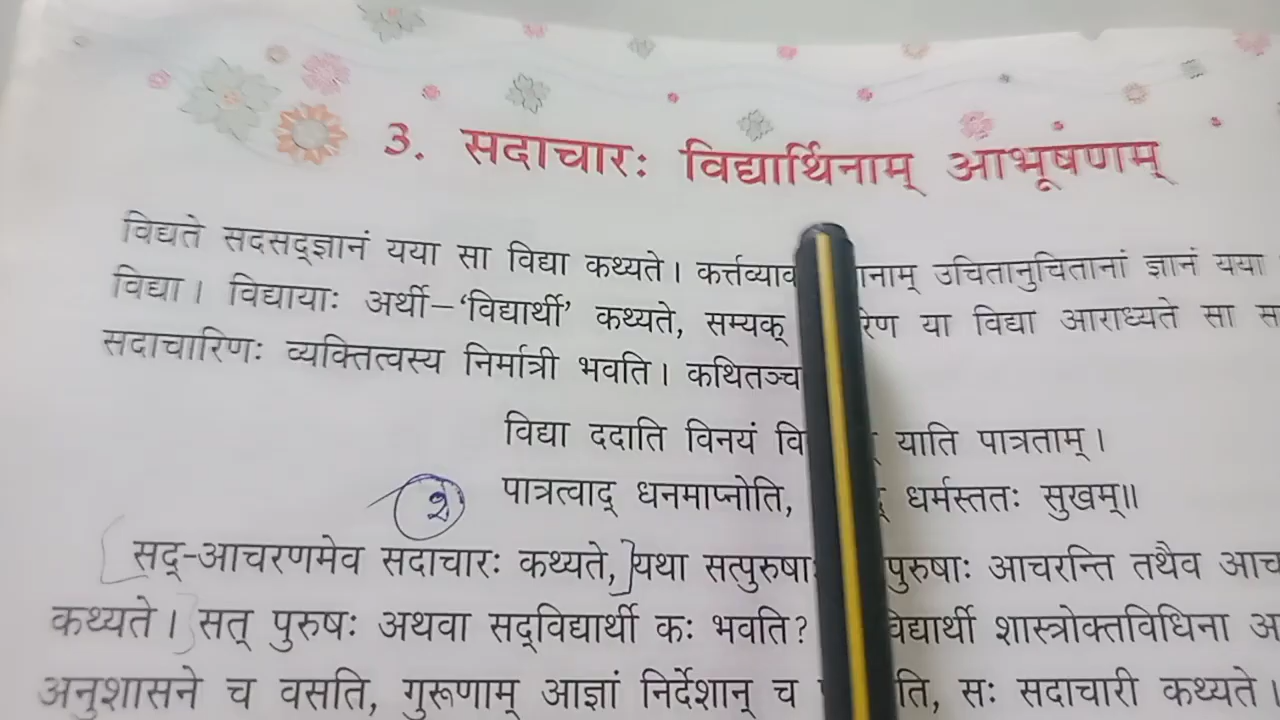 3. सदाचारः विद्यार्थिनाम् आभूषणम्
विद्यते सदसद्ज्ञानं यया सा विद्या कथ्यते। उचितानुचितानां ज्ञानं यया
विद्या। विद्यायाः अर्थी–‘विद्यार्थी’ कथ्यते, सम्यक् या विद्या आराध्यते सा
सदाचारिणः व्यक्तित्वस्य निर्मात्री भवति। कथितञ्च
विद्या ददाति विनयं याति पात्रताम्।
पात्रत्वाद् धनमाप्नोति, धर्मस्ततः सुखम्॥
२
सद्-आचरणमेव सदाचारः कथ्यते, यथा सत्पुरुषाः पुरुषाः आचरन्ति तथैव
कथ्यते। सत् पुरुषः अथवा सद्विद्यार्थी कः भवति? विद्यार्थी शास्त्रोक्तविधिना
अनुशासने च वसति, गुरूणाम् आज्ञां निर्देशान् च सः सदाचारी कथ्यते।